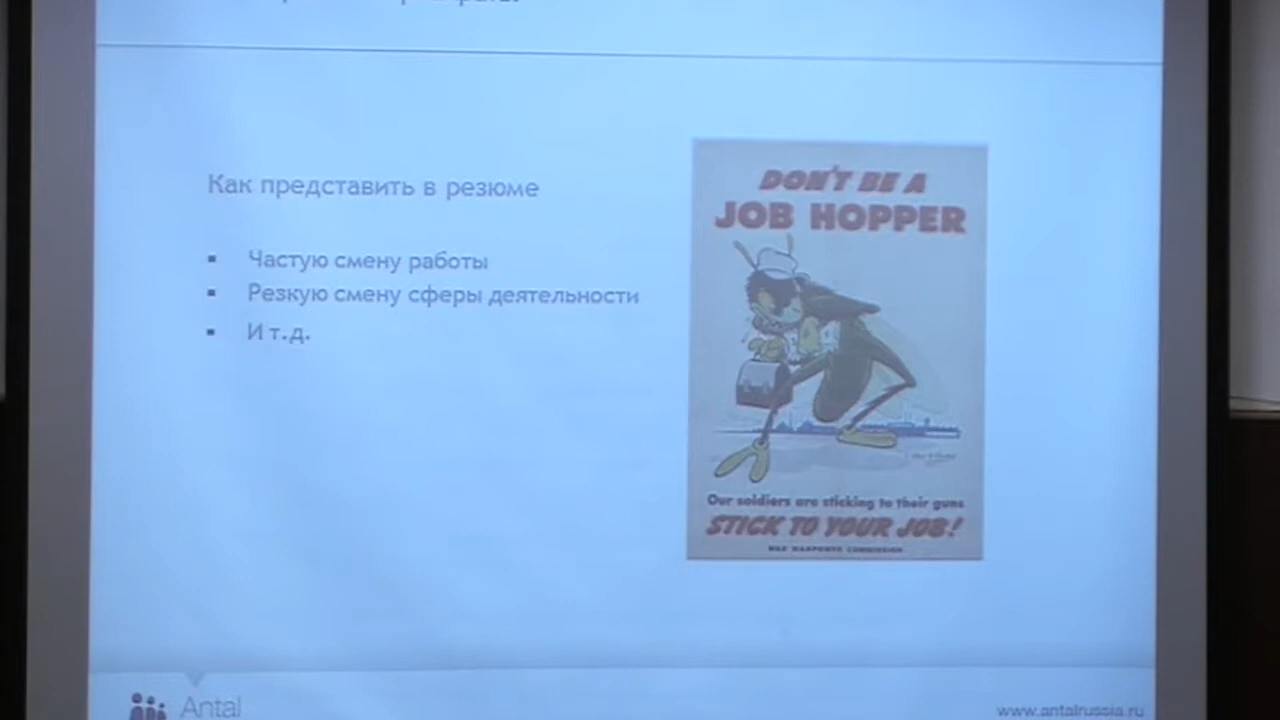 Как представить в резюме
▪ Частую смену работы
▪ Резкую смену сферы деятельности
▪ И т.д.
DON'T BE A
JOB HOPPER
Our soldiers are sticking to their guns
STICK TO YOUR JOB!
WAR MANPOWER COMMISSION
Antal
www.antalrussia.ru